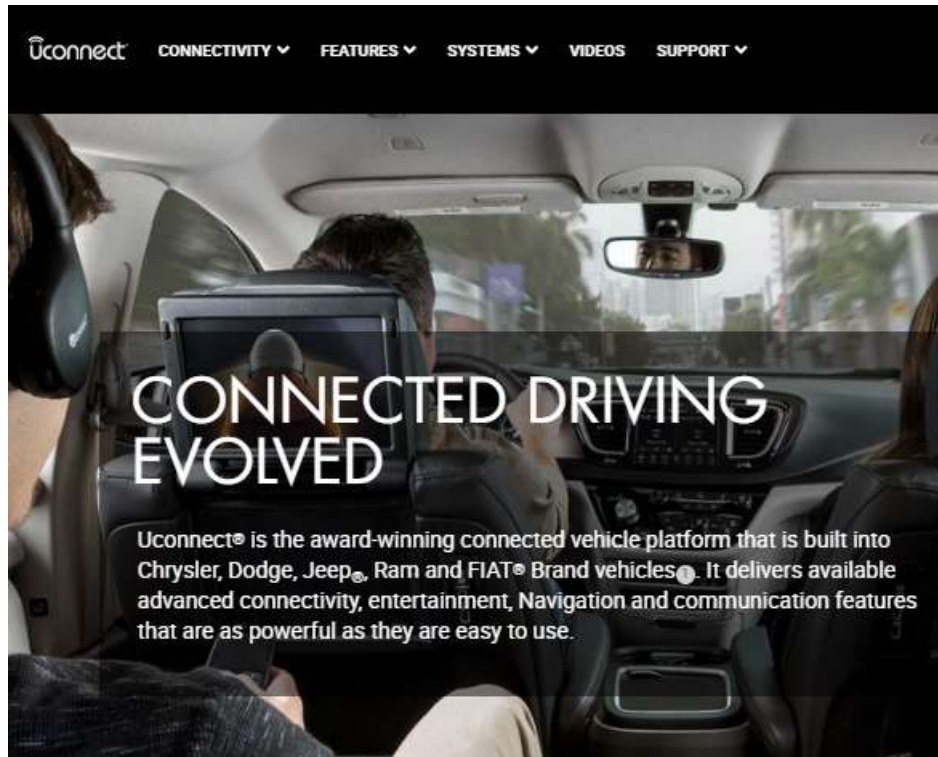 uconnect CONNECTIVITY FEATURES SYSTEMS VIDEOS SUPPORT
CONNECTED DRIVING
EVOLVED
Uconnect® is the award-winning connected vehicle platform that is built into
Chrysler, Dodge, Jeep®, Ram and FIAT® Brand vehicles. It delivers available
advanced connectivity, entertainment, Navigation and communication features
that are as powerful as they are easy to use.